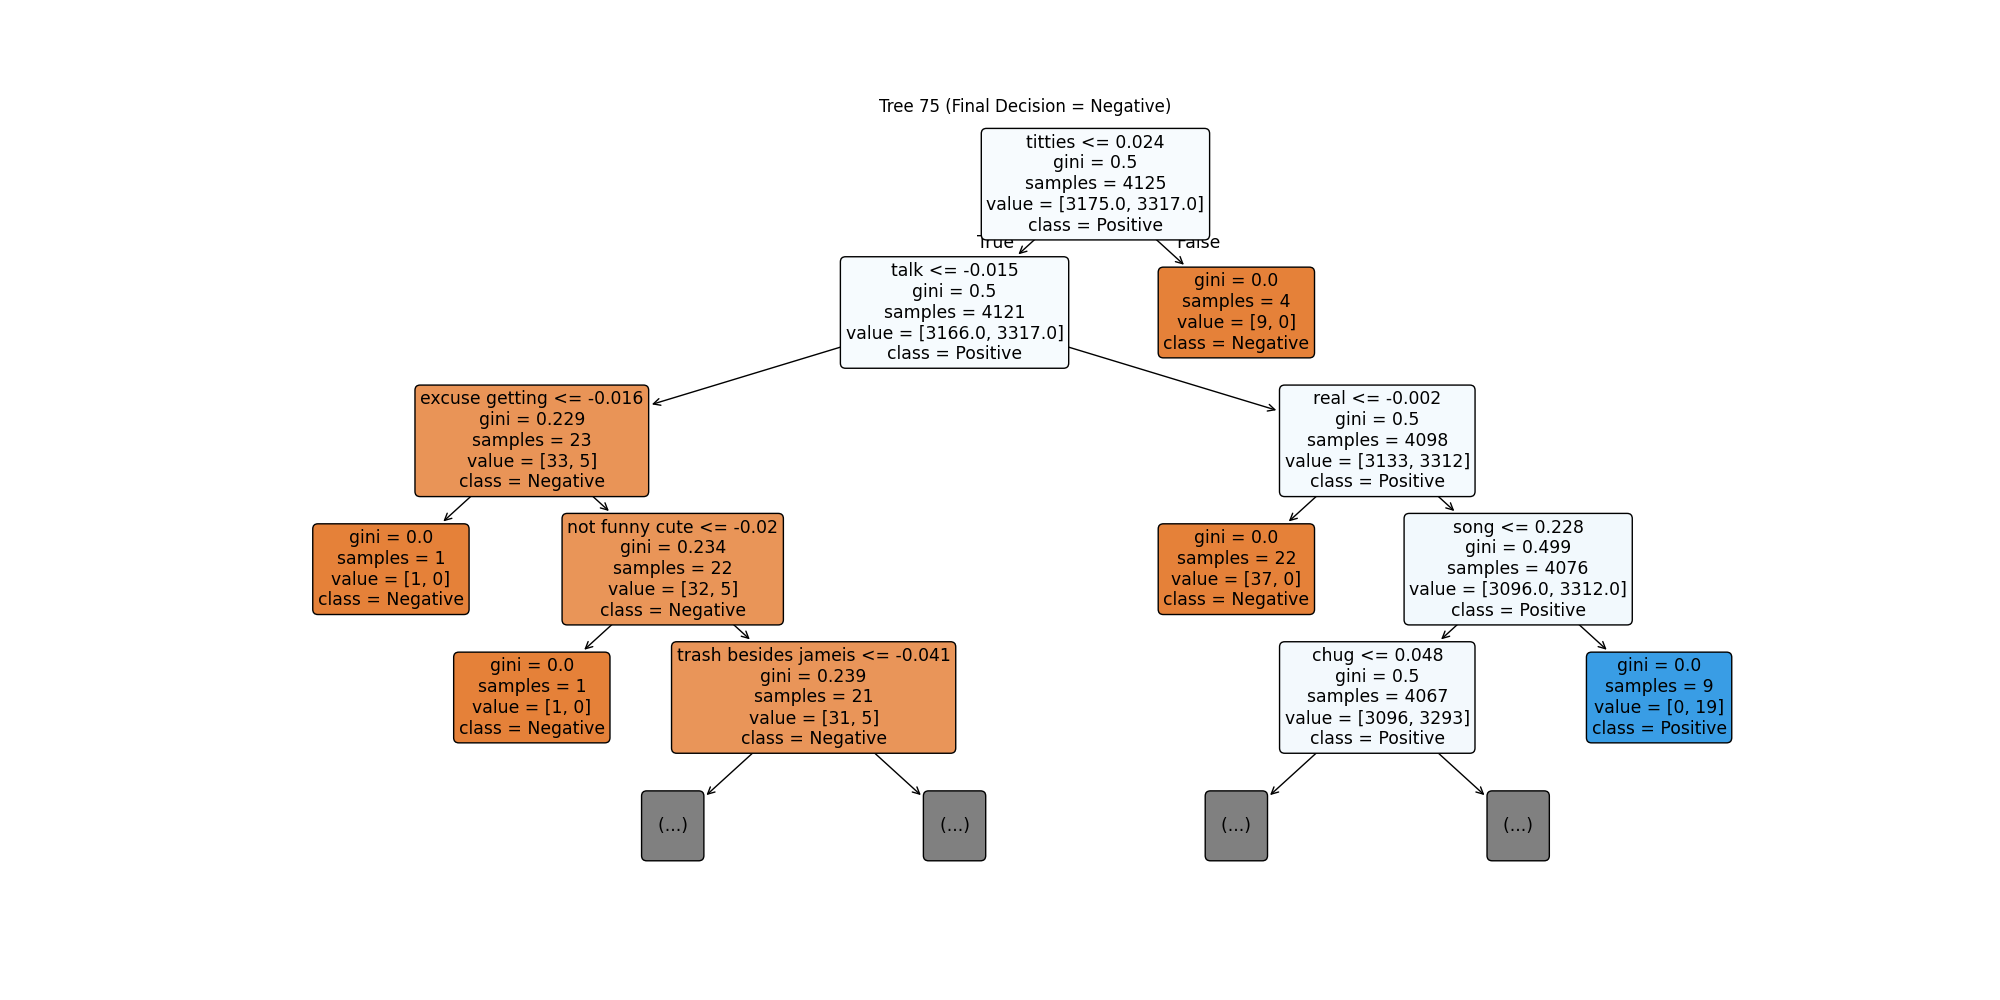 Tree 75 (Final Decision = Negative)
titties <= 0.024
gini = 0.5
samples = 4125
value = [3175.0, 3317.0]
class = Positive
True
False
talk <= -0.015
gini = 0.5
samples = 4121
value = [3166.0, 3317.0]
class = Positive
gini = 0.0
samples = 4
value = [9, 0]
class = Negative
excuse getting <= -0.016
gini = 0.229
samples = 23
value = [33, 5]
class = Negative
real <= -0.002
gini = 0.5
samples = 4098
value = [3133, 3312]
class = Positive
gini = 0.0
samples = 1
value = [1, 0]
class = Negative
not funny cute <= -0.02
gini = 0.234
samples = 22
value = [32, 5]
class = Negative
gini = 0.0
samples = 22
value = [37, 0]
class = Negative
song <= 0.228
gini = 0.499
samples = 4076
value = [3096.0, 3312.0]
class = Positive
gini = 0.0
samples = 1
value = [1, 0]
class = Negative
trash besides jameis <= -0.041
gini = 0.239
samples = 21
value = [31, 5]
class = Negative
chug <= 0.048
gini = 0.5
samples = 4067
value = [3096, 3293]
class = Positive
gini = 0.0
samples = 9
value = [0, 19]
class = Positive
(...)
(...)
(...)
(...)